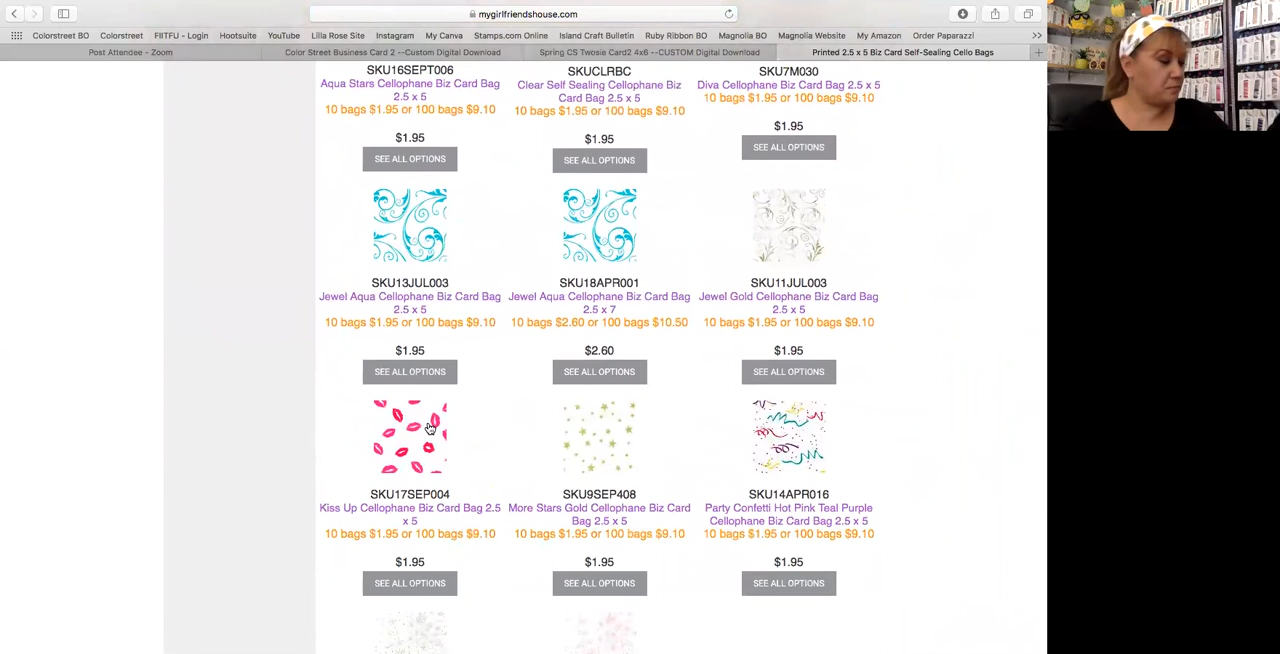 mygirlfriendshouse.com
Colorstreet BO Colorstreet FIITFU - Login Hootsuite YouTube Lilla Rose Site Instagram My Canva Stamps.com Online Island Craft Bulletin Ruby Ribbon BO Magnolia BO Magnolia Website My Amazon Order Paparazzi
Post Attendee - Zoom
Color Street Business Card 2 --Custom Digital Download
Spring CS Twosie Card2 4x6 --CUSTOM Digital Download
Printed 2.5 x 5 Biz Card Self-Sealing Cello Bags
SKU16SEPT006
Aqua Stars Cellophane Biz Card Bag
2.5 x 5
10 bags $1.95 or 100 bags $9.10
$1.95
SEE ALL OPTIONS
SKUCLRBC
Clear Self Sealing Cellophane Biz
Card Bag 2.5 x 5
10 bags $1.95 or 100 bags $9.10
$1.95
SEE ALL OPTIONS
SKU7M030
Diva Cellophane Biz Card Bag 2.5 x 5
10 bags $1.95 or 100 bags $9.10
$1.95
SEE ALL OPTIONS
SKU13JUL003
Jewel Aqua Cellophane Biz Card Bag
2.5 x 5
10 bags $1.95 or 100 bags $9.10
$1.95
SEE ALL OPTIONS
SKU18APR001
Jewel Aqua Cellophane Biz Card Bag
2.5 x 7
10 bags $2.60 or 100 bags $10.50
$2.60
SEE ALL OPTIONS
SKU11JUL003
Jewel Gold Cellophane Biz Card Bag
2.5 x 5
10 bags $1.95 or 100 bags $9.10
$1.95
SEE ALL OPTIONS
SKU17SEP004
Kiss Up Cellophane Biz Card Bag 2.5
x 5
10 bags $1.95 or 100 bags $9.10
$1.95
SEE ALL OPTIONS
SKU9SEP408
More Stars Gold Cellophane Biz Card
Bag 2.5 x 5
10 bags $1.95 or 100 bags $9.10
$1.95
SEE ALL OPTIONS
SKU14APR016
Party Confetti Hot Pink Teal Purple
Cellophane Biz Card Bag 2.5 x 5
10 bags $1.95 or 100 bags $9.10
$1.95
SEE ALL OPTIONS